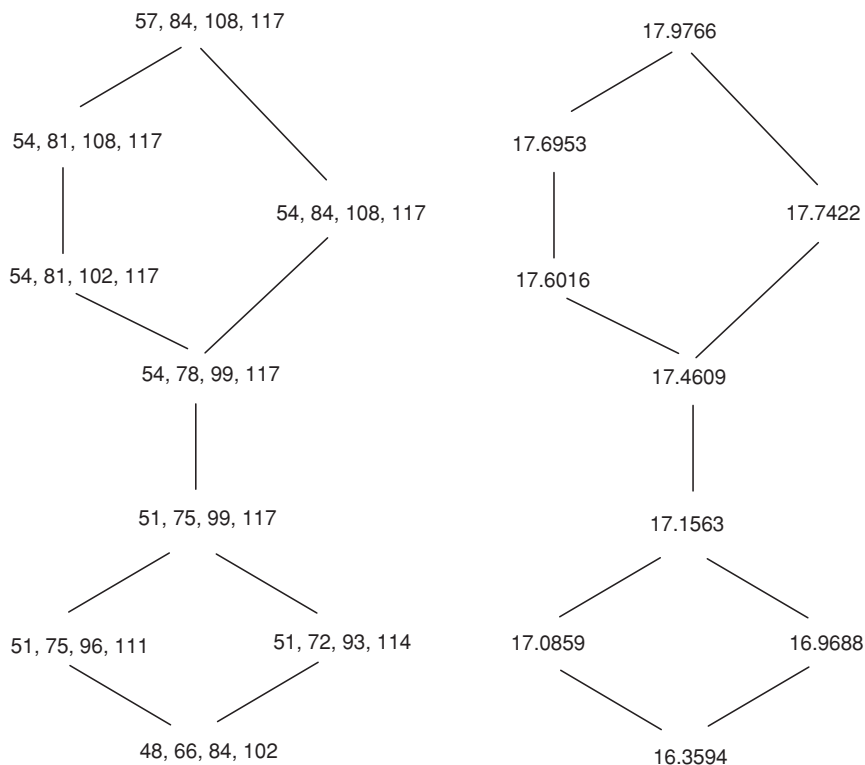 57, 84, 108, 117
54, 81, 108, 117
54, 84, 108, 117
54, 81, 102, 117
54, 78, 99, 117
51, 75, 99, 117
51, 75, 96, 111
51, 72, 93, 114
48, 66, 84, 102
17.9766
17.6953
17.7422
17.6016
17.4609
17.1563
17.0859
16.9688
16.3594